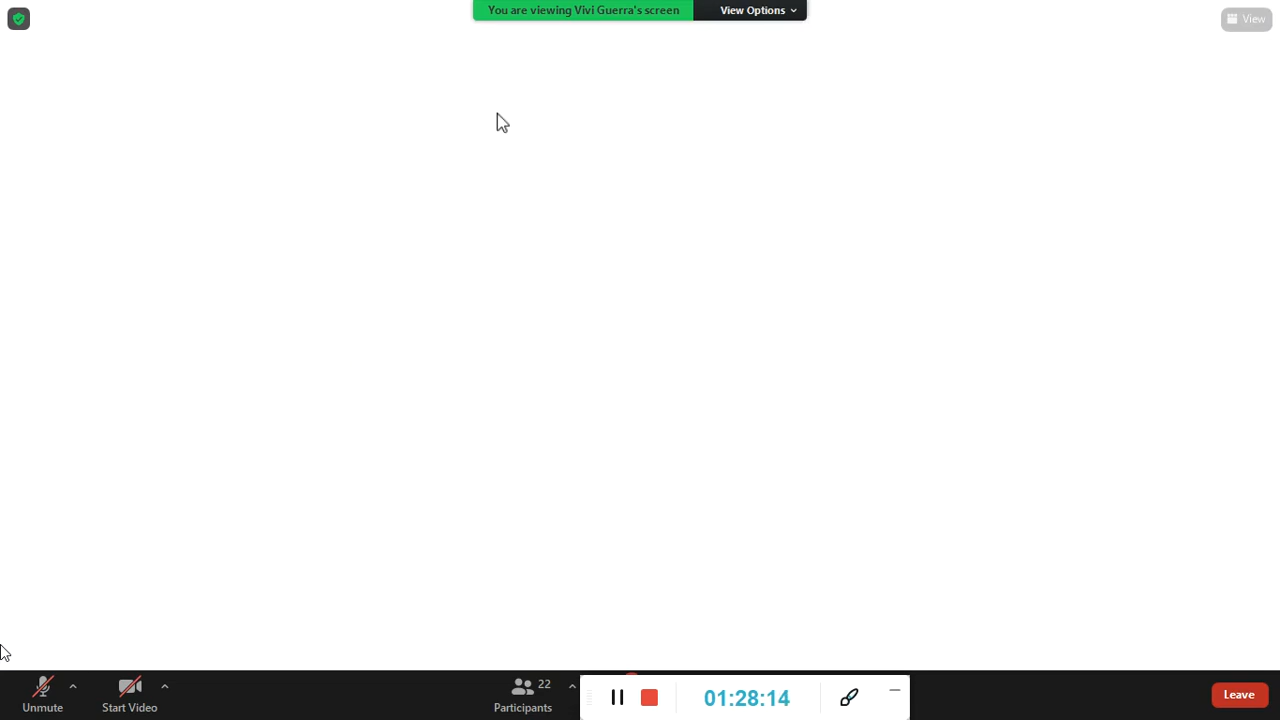 You are viewing Vivi Guerra's screen
View Options
View
Unmute
Start Video
22
Participants
01:28:14
Leave